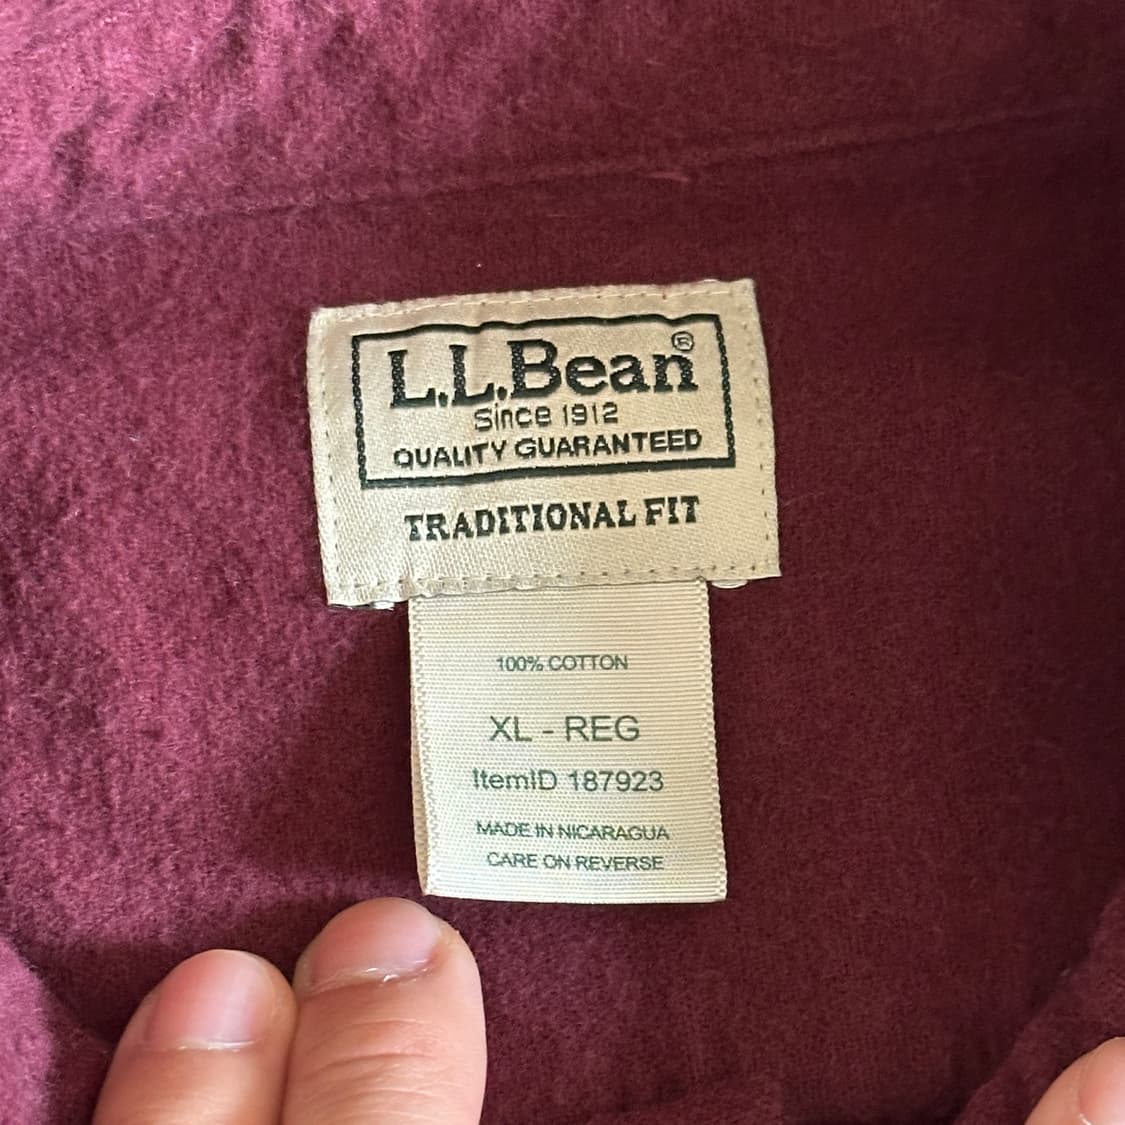 L.L.Bean®
Since 1912
QUALITY GUARANTEED
TRADITIONAL FIT
100% COTTON
XL - REG
ItemID 187923
MADE IN NICARAGUA
CARE ON REVERSE